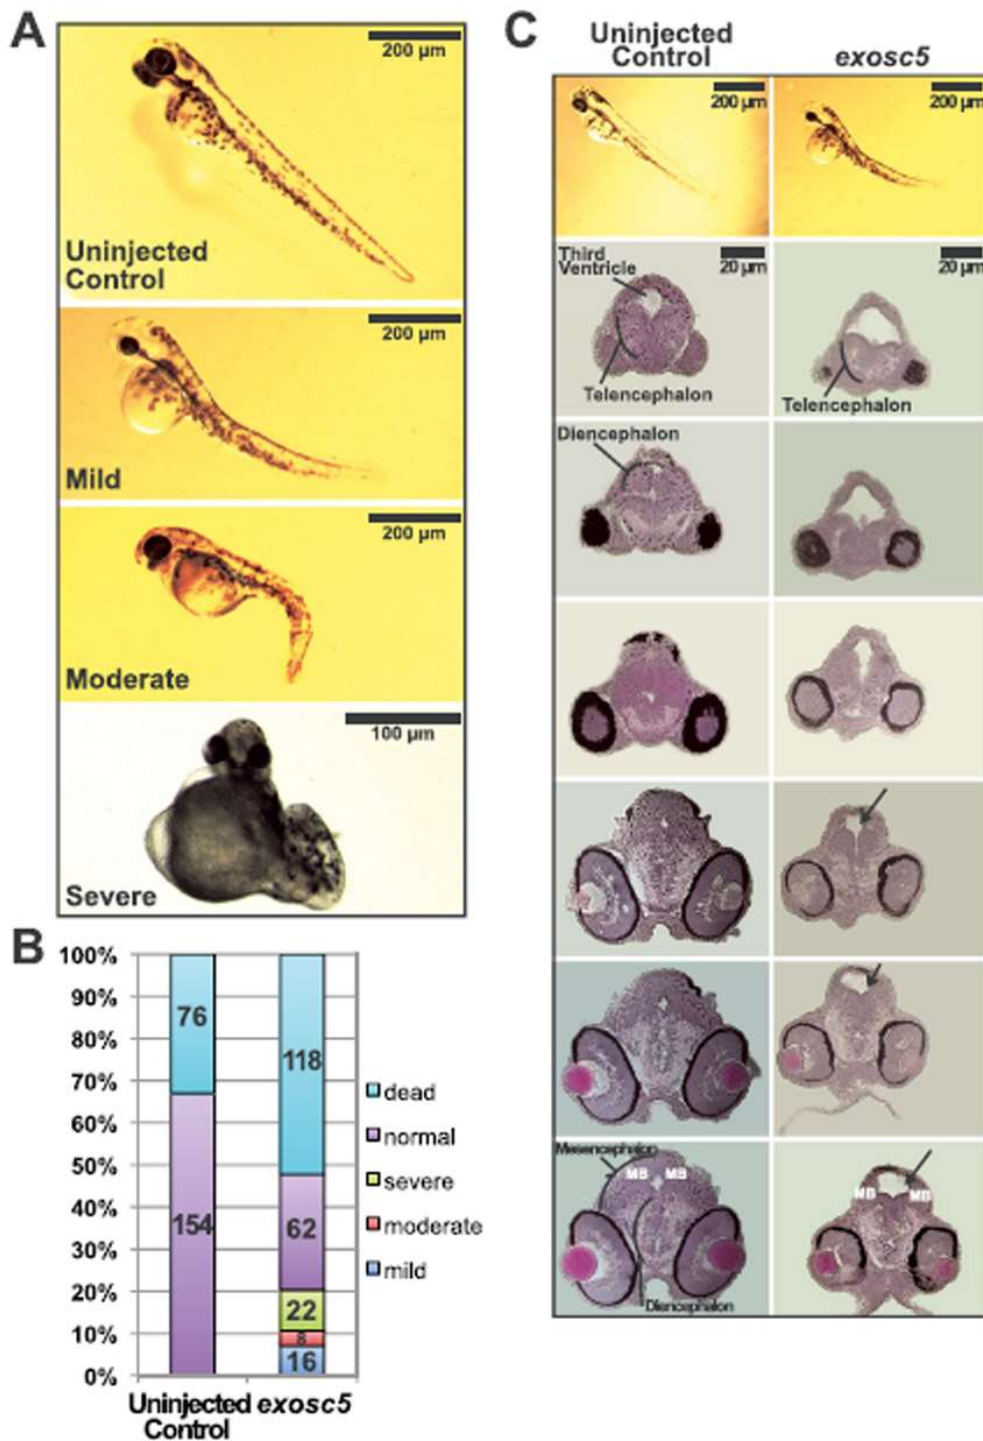 A
200 μm
Uninjected
Control
200 μm
Mild
200 μm
Moderate
100 μm
Severe
B
100%
90%
80%
70%
60%
50%
40%
30%
20%
10%
0%
76
154
118
62
22
8
16
dead
normal
severe
moderate
mild
Uninjected
Control
exosc5
C
Uninjected
Control
exosc5
200 μm
200 μm
Third
Ventricle
20 μm
20 μm
Telencephalon
Telencephalon
Diencephalon
Mesencephalon
MB
MB
MB
MB
Diencephalon